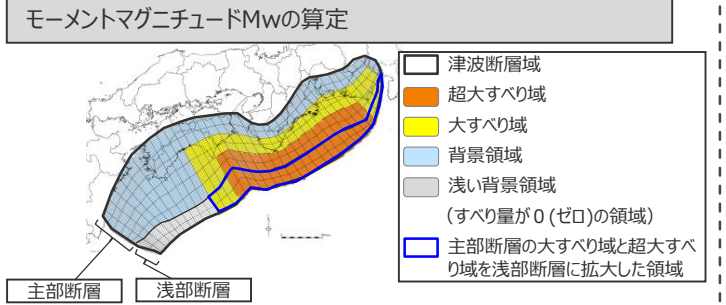 モーメントマグニチュードMwの算定
津波断層域
超大すべり域
大すべり域
背景領域
浅い背景領域
(すべり量が0(ゼロ)の領域)
主部断層の大すべり域と超大すべ
り域を浅部断層に拡大した領域
主部断層
浅部断層